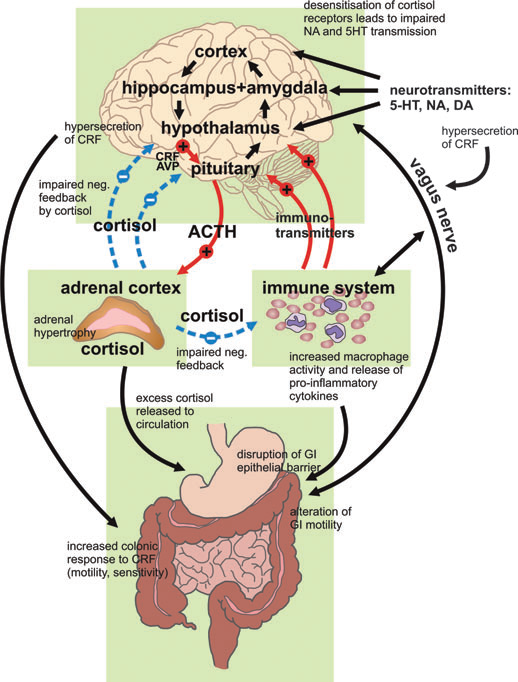 desensitisation of cortisol
receptors leads to impaired
NA and 5HT transmission
cortex
hippocampus+amygdala
neurotransmitters:
5-HT, NA, DA
hypersecretion
of CRF
hypothalamus
hypersecretion
of CRF
+
CRF
AVP
pituitary
+
+
vagus nerve
impaired neg.
feedback
by cortisol
cortisol
ACTH
+
immuno-
transmitters
adrenal cortex
adrenal
hypertrophy
cortisol
cortisol
impaired neg.
feedback
immune system
increased macrophage
activity and release of
pro-inflammatory
cytokines
excess cortisol
released to
circulation
disruption of GI
epithelial barrier
alteration of
GI motility
increased colonic
response to CRF
(motility, sensitivity)